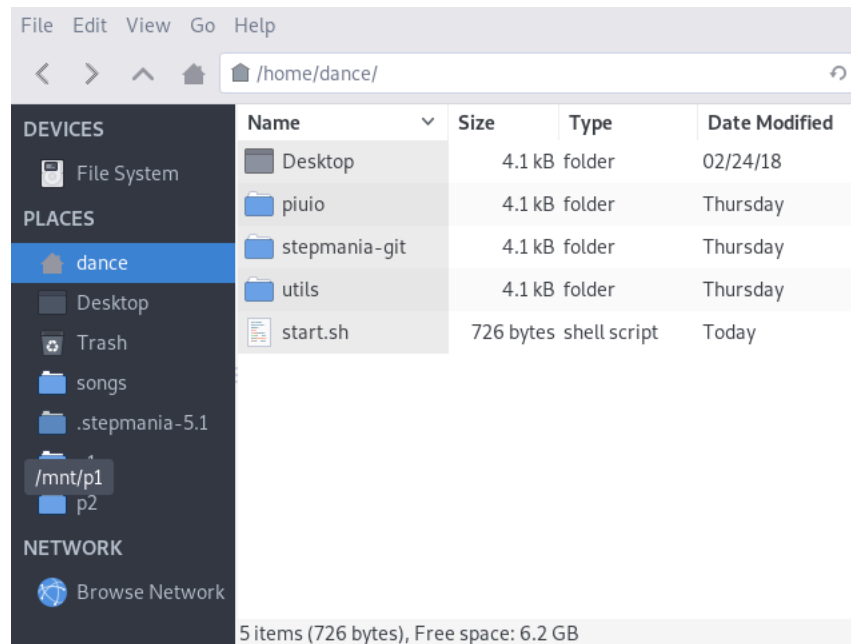 File Edit View Go Help
/home/dance/
DEVICES
File System
PLACES
dance
Desktop
Trash
songs
.stepmania-5.1
/mnt/p1
p2
NETWORK
Browse Network
Name Size Type Date Modified
Desktop 4.1 kB folder 02/24/18
piuio 4.1 kB folder Thursday
stepmania-git 4.1 kB folder Thursday
utils 4.1 kB folder Thursday
start.sh 726 bytes shell script Today
5 items (726 bytes), Free space: 6.2 GB